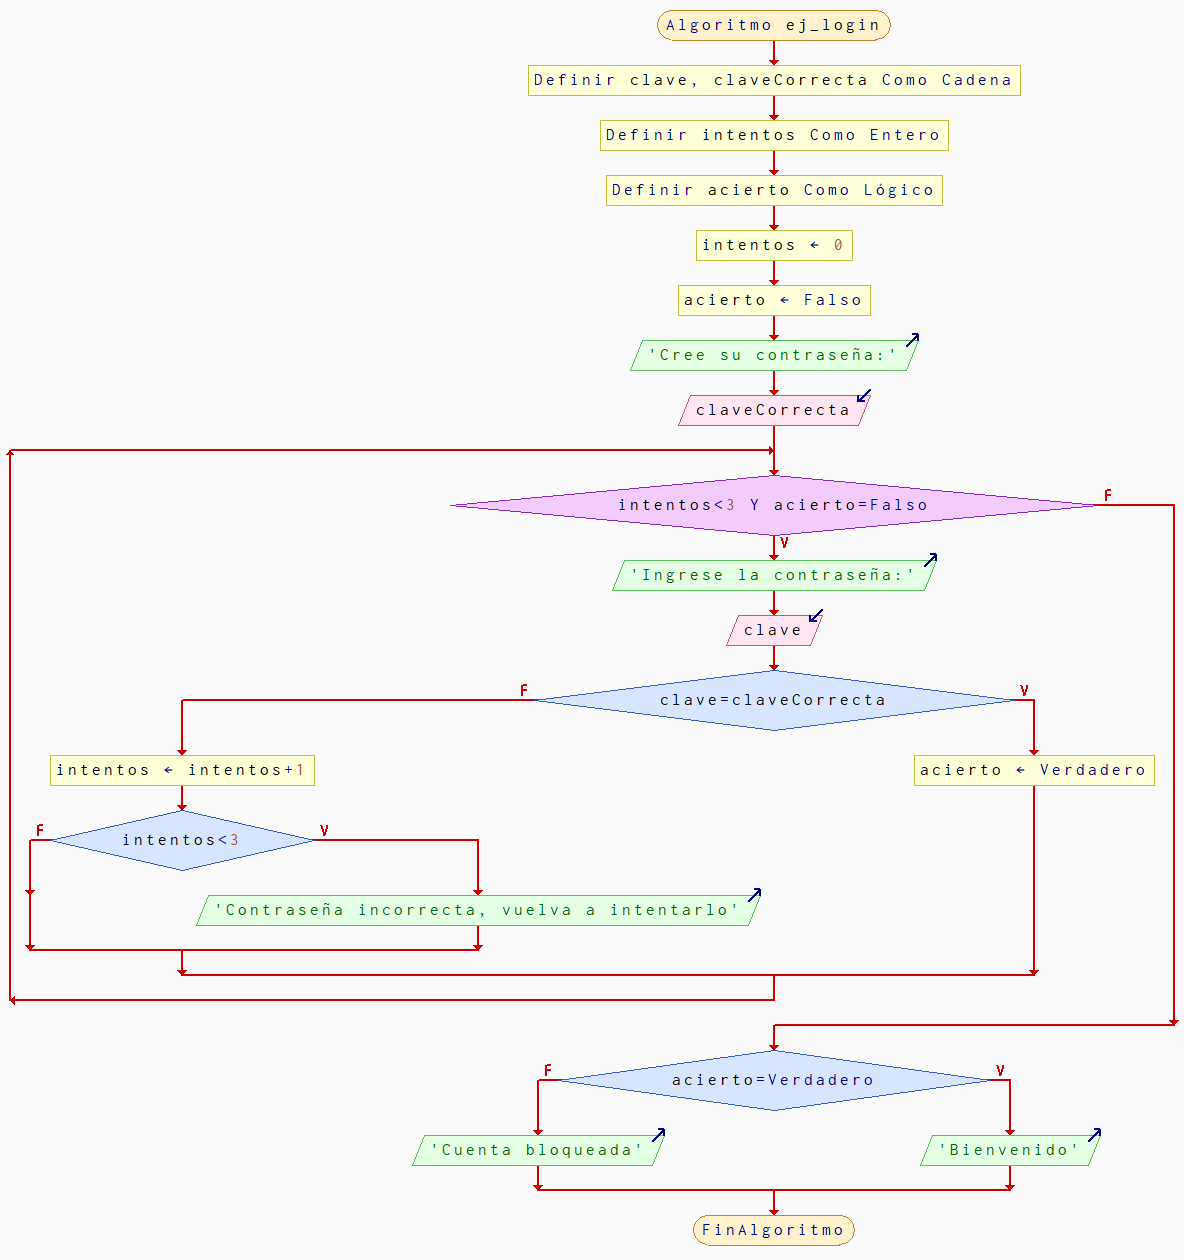 Algoritmo ej_login
Definir clave, claveCorrecta Como Cadena
Definir intentos Como Entero
Definir acierto Como Lógico
intentos ← 0
acierto ← Falso
'Cree su contraseña:'
claveCorrecta
intentos<3 Y acierto=Falso
F
V
'Ingrese la contraseña:'
clave
F
clave=claveCorrecta
V
intentos ← intentos+1
acierto ← Verdadero
F
intentos<3
V
'Contraseña incorrecta, vuelva a intentarlo'
F
acierto=Verdadero
V
'Cuenta bloqueada'
'Bienvenido'
FinAlgoritmo